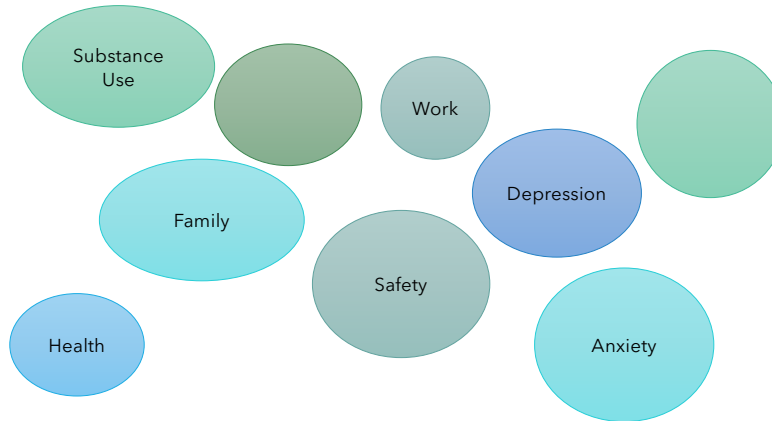 Substance
Use
Work
Depression
Family
Safety
Health
Anxiety